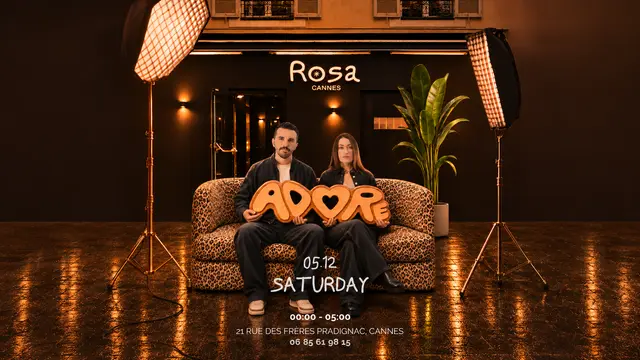 Rosa
CANNES
ADORE
05.12
SATURDAY
00:00 - 05:00
21 RUE DES FRÈRES PRADIGNAC, CANNES
06 85 61 98 15